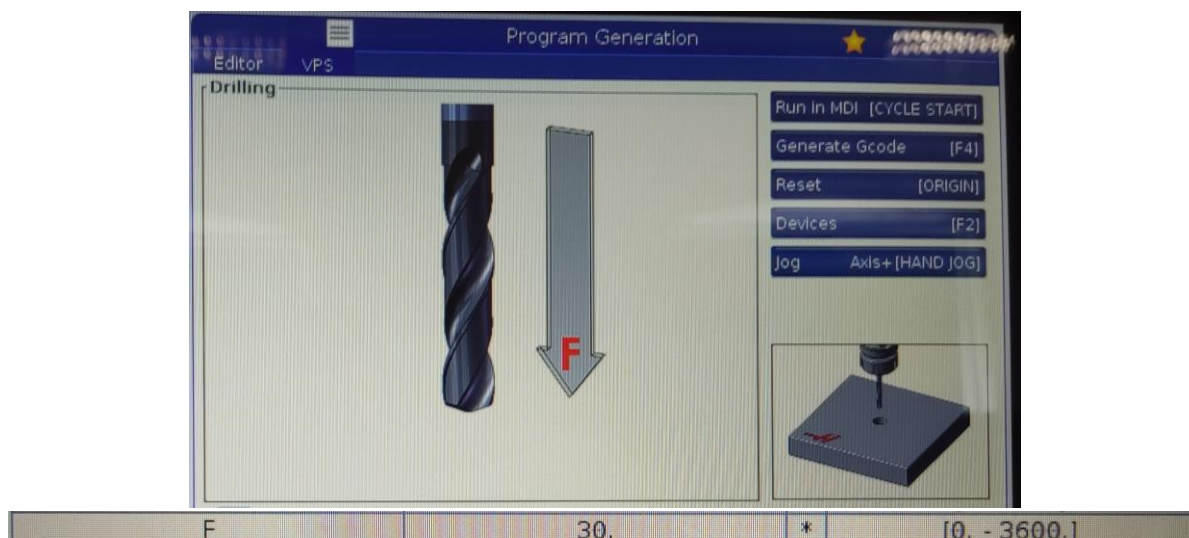 Program Generation
Editor VPS
Drilling
Run in MDI [CYCLE START]
Generate Gcode [F4]
Reset [ORIGIN]
Devices [F2]
Jog Axis+[HAND JOG]
F
F 30. * [0. - 3600.]